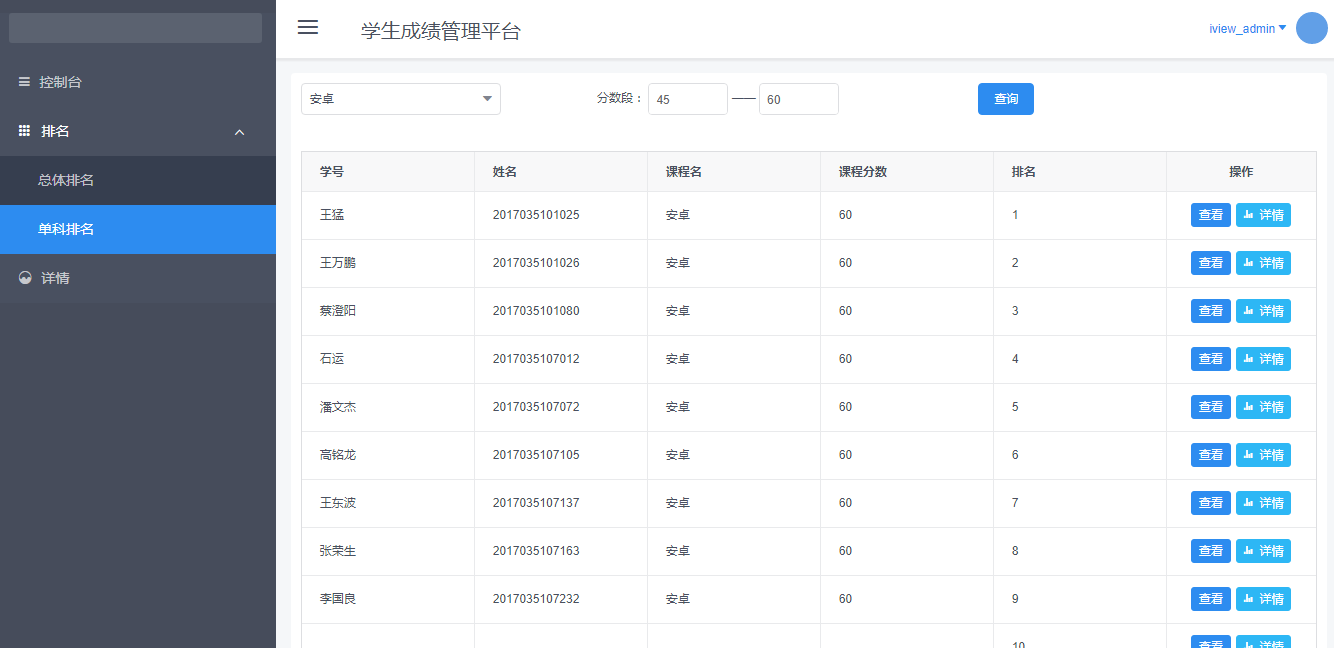 学生成绩管理平台
iview_admin
控制台
排名
总体排名
单科排名
详情
安卓 分数段： 45 —— 60 查询
学号 姓名 课程名 课程分数 排名 操作
王猛 2017035101025 安卓 60 1 查看 详情
王万鹏 2017035101026 安卓 60 2 查看 详情
蔡澄阳 2017035101080 安卓 60 3 查看 详情
石运 2017035107012 安卓 60 4 查看 详情
潘文杰 2017035107072 安卓 60 5 查看 详情
高铭龙 2017035107105 安卓 60 6 查看 详情
王东波 2017035107137 安卓 60 7 查看 详情
张荣生 2017035107163 安卓 60 8 查看 详情
李国良 2017035107232 安卓 60 9 查看 详情
10 查看 详情